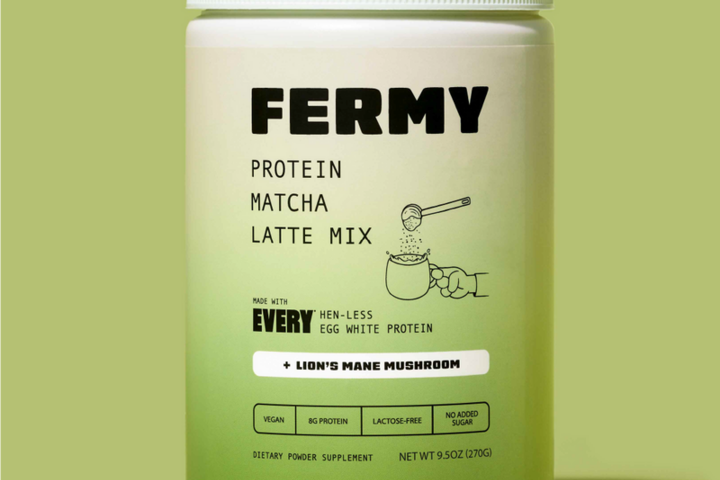 FERMY
PROTEIN
MATCHA
LATTE MIX
MADE WITH
EVERY HEN-LESS
EGG WHITE PROTEIN
+ LION'S MANE MUSHROOM
VEGAN
8G PROTEIN
LACTOSE-FREE
NO ADDED
SUGAR
DIETARY POWDER SUPPLEMENT
NET WT 9.5OZ (270G)